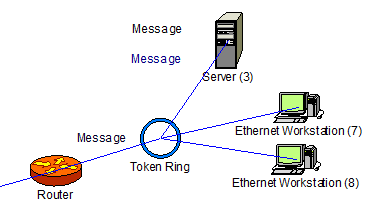 Message
Message
Server (3)
Ethernet Workstation (7)
Message
Token Ring
Ethernet Workstation (8)
Router